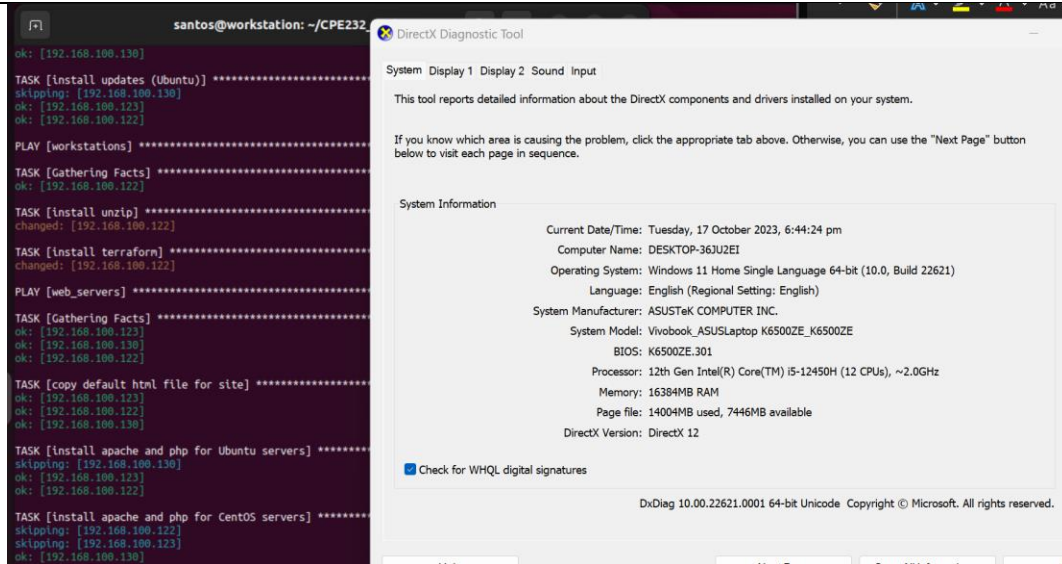 santos@workstation: ~/CPE232_
ok: [192.168.100.130]
TASK [install updates (Ubuntu)] ****************************
skipping: [192.168.100.130]
ok: [192.168.100.123]
ok: [192.168.100.122]
PLAY [workstations] ****************************************
TASK [Gathering Facts] *************************************
ok: [192.168.100.122]
TASK [install unzip] ***************************************
changed: [192.168.100.122]
TASK [install terraform] ***********************************
changed: [192.168.100.122]
PLAY [web_servers] *****************************************
TASK [Gathering Facts] *************************************
ok: [192.168.100.123]
ok: [192.168.100.130]
ok: [192.168.100.122]
TASK [copy default html file for site] *********************
ok: [192.168.100.123]
ok: [192.168.100.122]
ok: [192.168.100.130]
TASK [install apache and php for Ubuntu servers] *********
skipping: [192.168.100.130]
ok: [192.168.100.123]
ok: [192.168.100.122]
TASK [install apache and php for CentOS servers] *********
skipping: [192.168.100.122]
skipping: [192.168.100.123]
ok: [192.168.100.130]
DirectX Diagnostic Tool
System Display 1 Display 2 Sound Input
This tool reports detailed information about the DirectX components and drivers installed on your system.
If you know which area is causing the problem, click the appropriate tab above. Otherwise, you can use the "Next Page" button
below to visit each page in sequence.
System Information
Current Date/Time: Tuesday, 17 October 2023, 6:44:24 pm
Computer Name: DESKTOP-36JU2EI
Operating System: Windows 11 Home Single Language 64-bit (10.0, Build 22621)
Language: English (Regional Setting: English)
System Manufacturer: ASUSTeK COMPUTER INC.
System Model: Vivobook_ASUSLaptop K6500ZE_K6500ZE
BIOS: K6500ZE.301
Processor: 12th Gen Intel(R) Core(TM) i5-12450H (12 CPUs), ~2.0GHz
Memory: 16384MB RAM
Page file: 14004MB used, 7446MB available
DirectX Version: DirectX 12
Check for WHQL digital signatures
DxDiag 10.00.22621.0001 64-bit Unicode Copyright © Microsoft. All rights reserved.